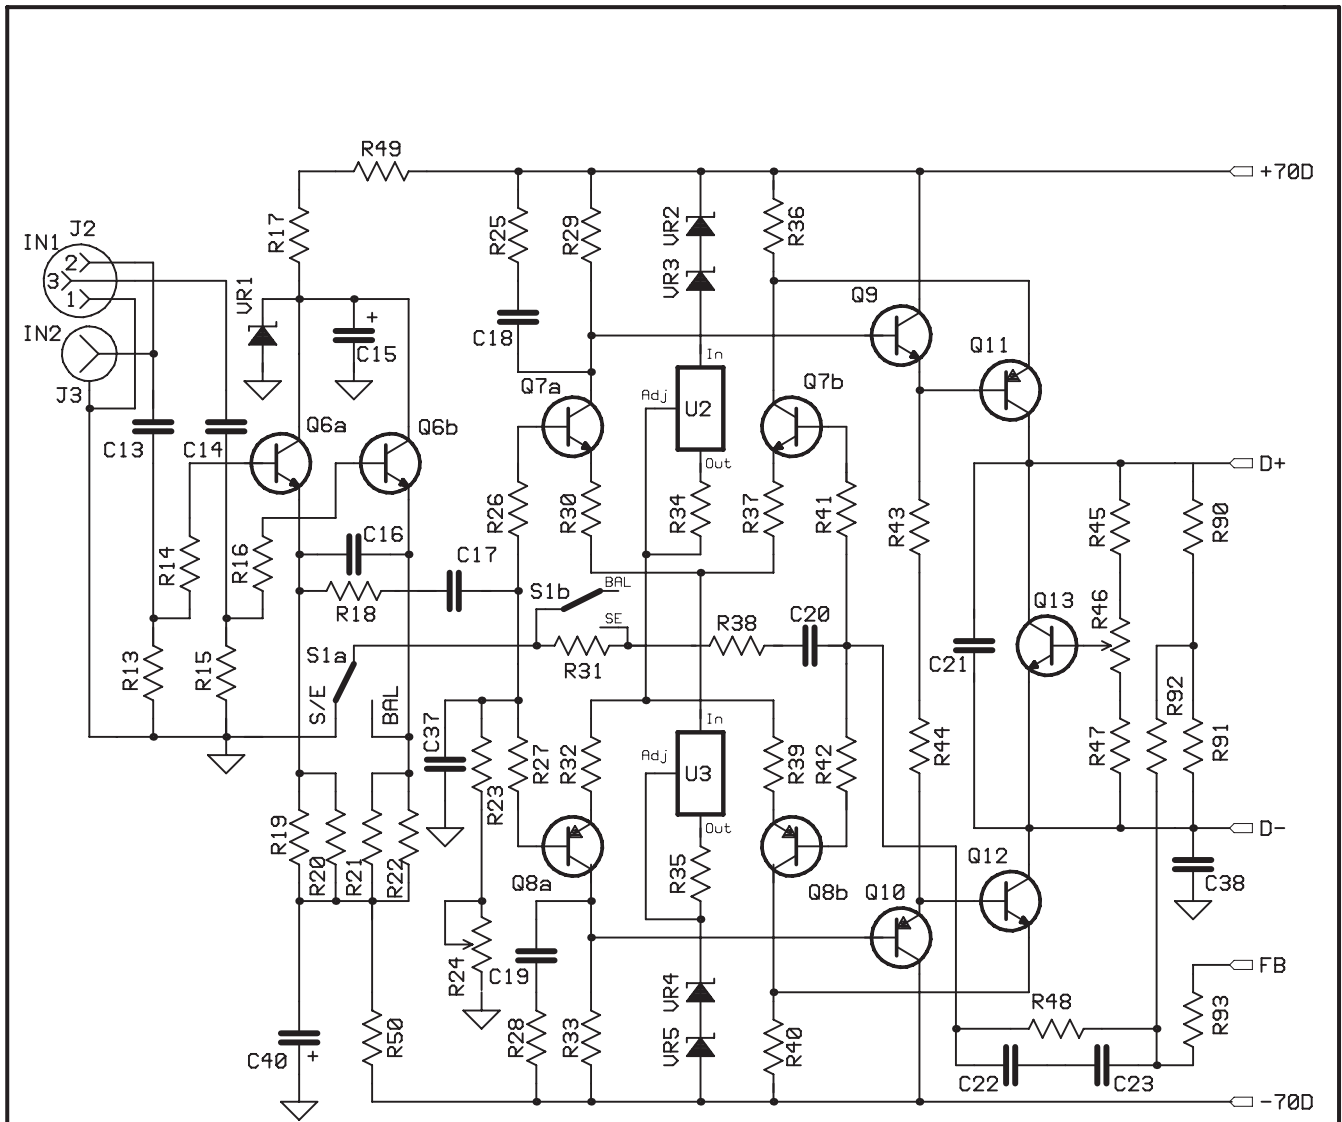 R49
+70D
R17
R25
R29
VR2
R36
J2
IN1
2
3
1
VR1
VR3
Q9
+
C15
C18
IN2
In
Q11
J3
Q7a
Adj
U2
Q7b
C13
C14
Q6a
Q6b
Out
D+
R26
R30
R34
R37
R41
R43
R45
R90
R14
R16
C16
C17
R18
S1b
BAL
SE
R38
C20
Q13
R46
R13
R15
S1a
R31
C21
S/E
BAL
C37
In
R92
R23
R27
R32
Adj
U3
R39
R42
R44
R47
R91
R19
R20
R21
R22
Out
D-
Q8a
R35
Q8b
Q10
Q12
C38
R24
C19
VR4
FB
R48
R93
C40
+
R50
R28
R33
VR5
R40
C22
C23
-70D